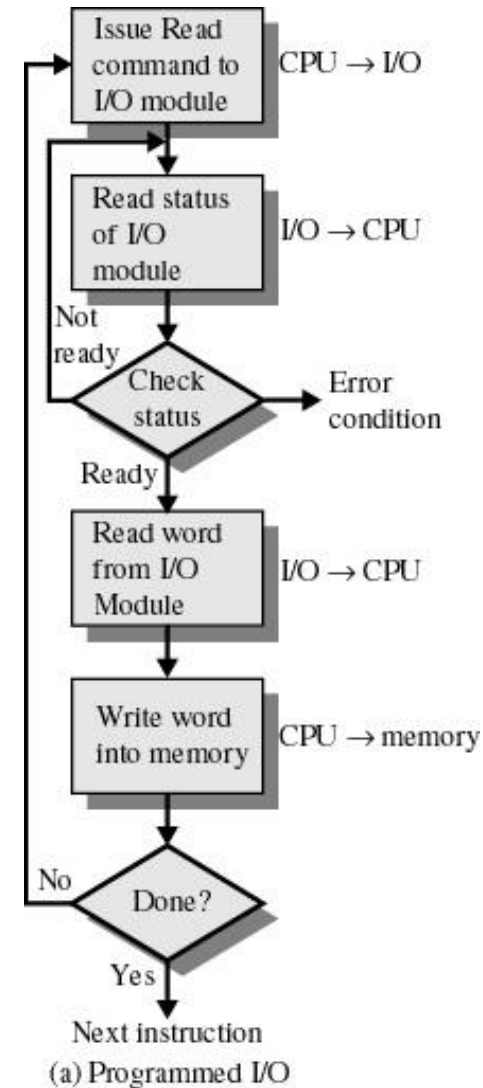 Issue Read
command to
I/O module
CPU → I/O
Read status
of I/O
module
I/O → CPU
Not
ready
Check
status
Error
condition
Ready
Read word
from I/O
Module
I/O → CPU
Write word
into memory
CPU → memory
No
Done?
Yes
Next instruction
(a) Programmed I/O